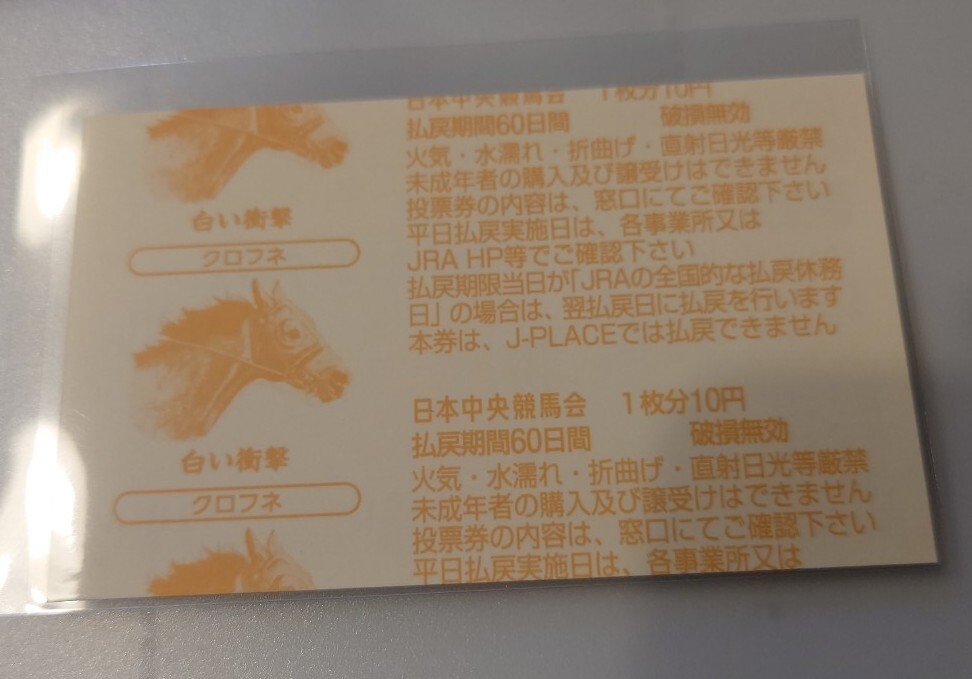 白い衝撃
クロフネ
白い衝撃
クロフネ
日本中央競馬会 1枚分10円
払戻期間60日間 破損無効
火気・水濡れ・折曲げ・直射日光等厳禁
未成年者の購入及び譲受けはできません
投票券の内容は、窓口にてご確認下さい
平日払戻実施日は、各事業所又は
JRA HP等でご確認下さい
払戻期限当日が「JRAの全国的な払戻休務
日」の場合は、翌払戻日に払戻を行います
本券は、J-PLACEでは払戻できません
日本中央競馬会 1枚分10円
払戻期間60日間 破損無効
火気・水濡れ・折曲げ・直射日光等厳禁
未成年者の購入及び譲受けはできません
投票券の内容は、窓口にてご確認下さい
平日払戻実施日は、各事業所又は